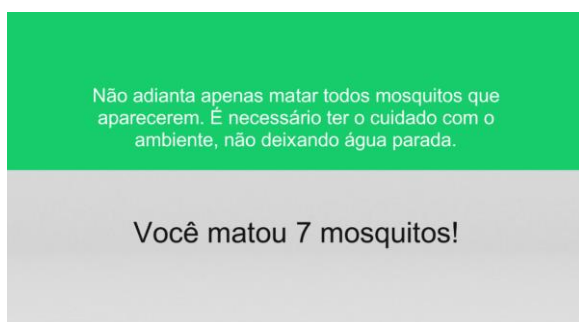 Não adianta apenas matar todos mosquitos que
aparecerem. É necessário ter o cuidado com o
ambiente, não deixando água parada.
Você matou 7 mosquitos!